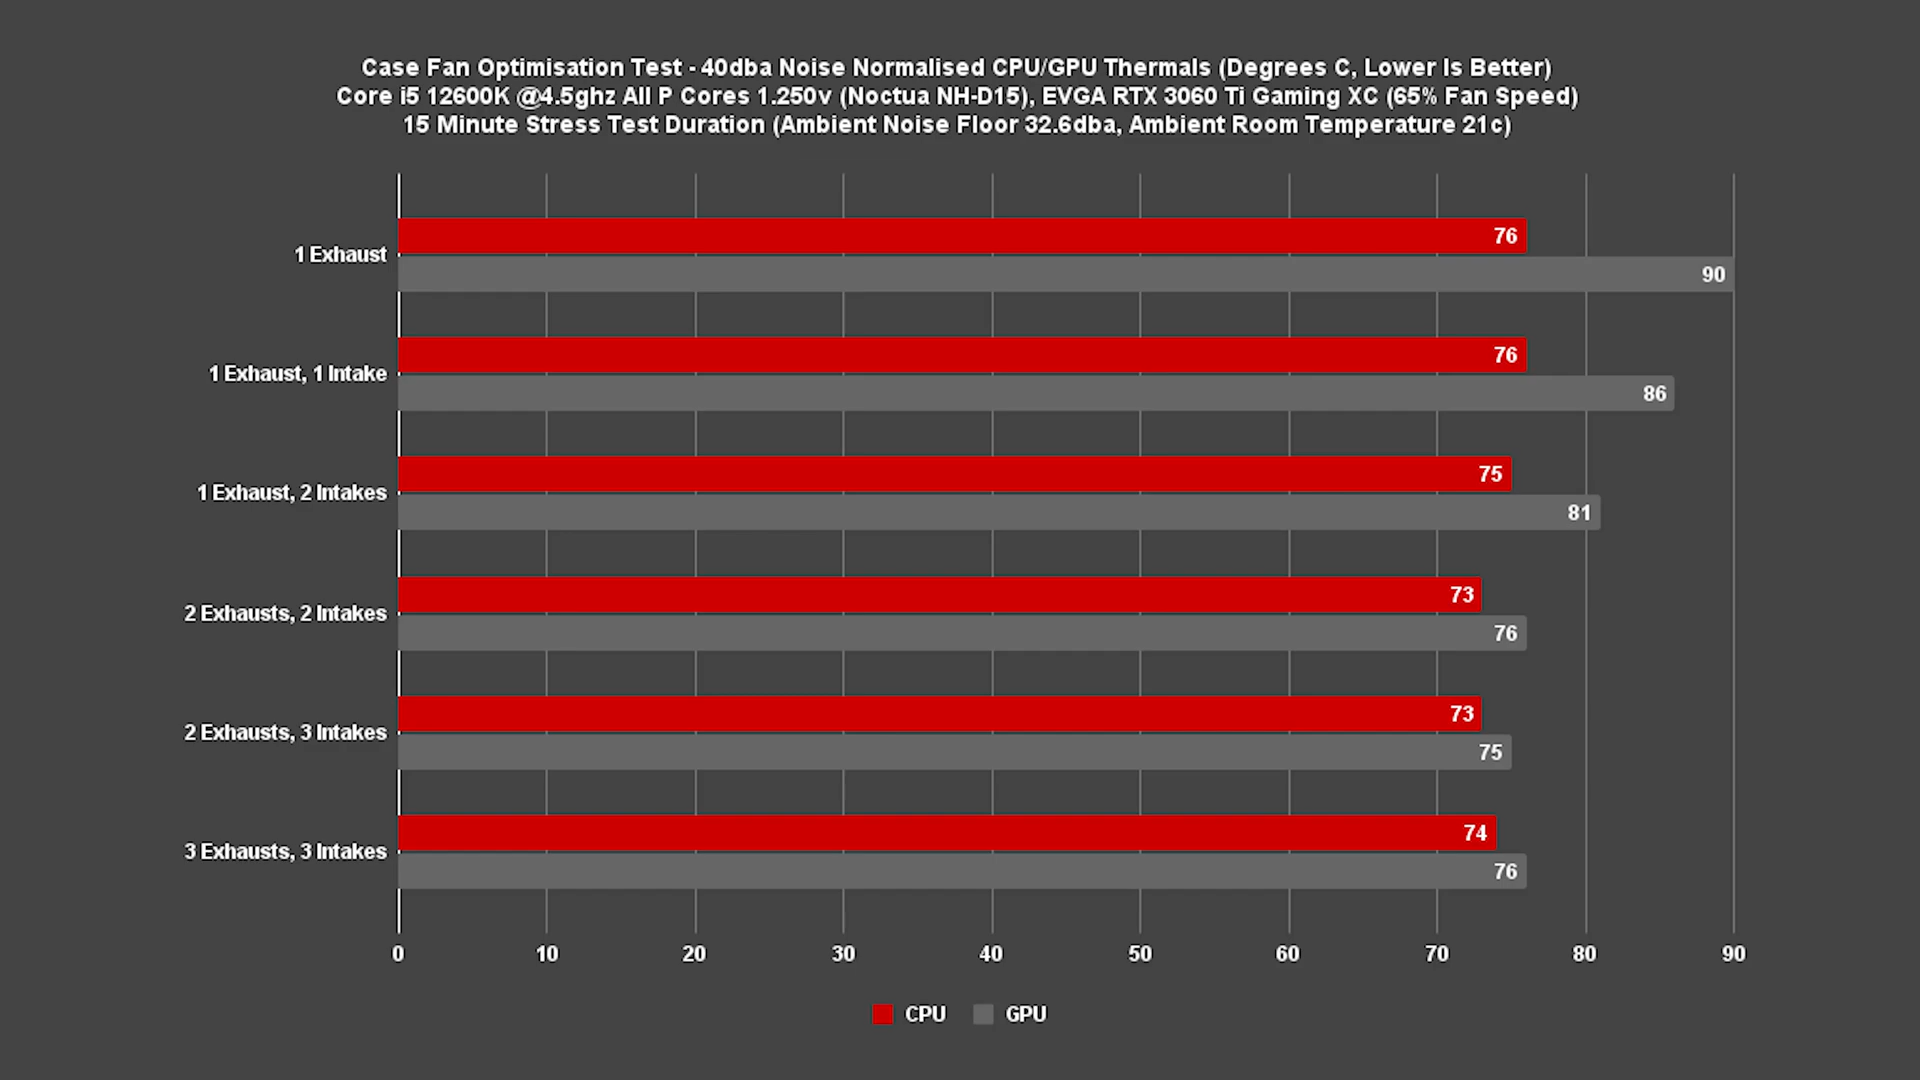 Case Fan Optimisation Test - 40dba Noise Normalised CPU/GPU Thermals (Degrees C, Lower Is Better)
Core i5 12600K @4.5ghz All P Cores 1.250v (Noctua NH-D15), EVGA RTX 3060 Ti Gaming XC (65% Fan Speed)
15 Minute Stress Test Duration (Ambient Noise Floor 32.6dba, Ambient Room Temperature 21c)
1 Exhaust
76
90
1 Exhaust, 1 Intake
76
86
1 Exhaust, 2 Intakes
75
81
2 Exhausts, 2 Intakes
73
76
2 Exhausts, 3 Intakes
73
75
3 Exhausts, 3 Intakes
74
76
0 10 20 30 40 50 60 70 80 90
CPU GPU